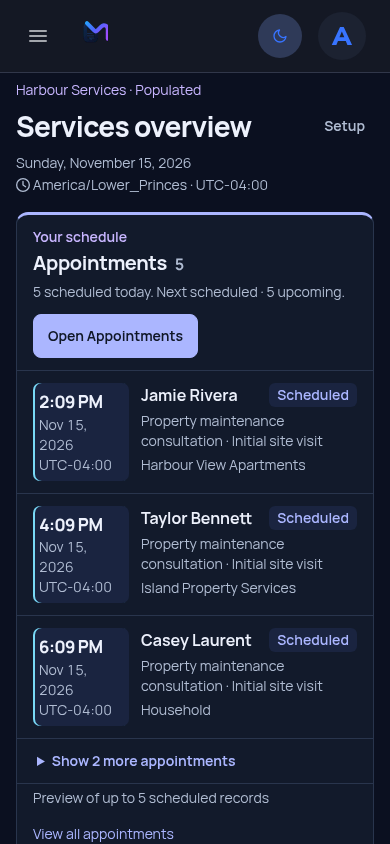 A
Harbour Services · Populated
Services overview
Setup
Sunday, November 15, 2026
America/Lower_Princes · UTC-04:00
Your schedule
Appointments 5
5 scheduled today. Next scheduled · 5 upcoming.
Open Appointments
2:09 PM
Nov 15,
2026
UTC-04:00
Jamie Rivera
Scheduled
Property maintenance
consultation · Initial site visit
Harbour View Apartments
4:09 PM
Nov 15,
2026
UTC-04:00
Taylor Bennett
Scheduled
Property maintenance
consultation · Initial site visit
Island Property Services
6:09 PM
Nov 15,
2026
UTC-04:00
Casey Laurent
Scheduled
Property maintenance
consultation · Initial site visit
Household
Show 2 more appointments
Preview of up to 5 scheduled records
View all appointments